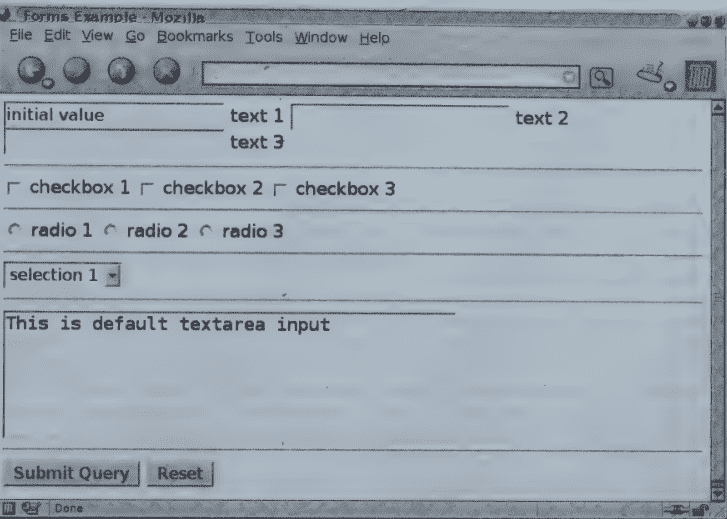 Forms Example - Mozilla
File Edit View Go Bookmarks Tools Window Help
initial value text 1 text 2
text 3
checkbox 1 checkbox 2 checkbox 3
radio 1 radio 2 radio 3
selection 1
This is default textarea input
Submit Query Reset
Done